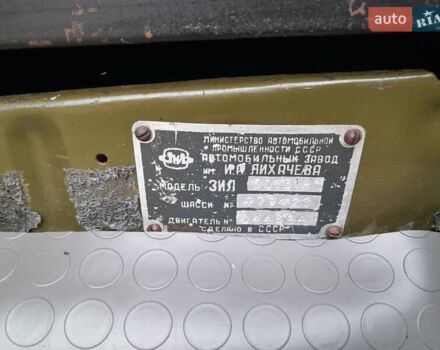 auto RIA
МИНИСТЕРСТВО АВТОМОБИЛЬНОЙ
ПРОМЫШЛЕННОСТИ СССР
ЗИЛ
АВТОМОБИЛЬНЫЙ ЗАВОД
им. И.А. ЛИХАЧЕВА
МОДЕЛЬ ЗИЛ
ШАССИ №
ДВИГАТЕЛЬ №
СДЕЛАНО В СССР